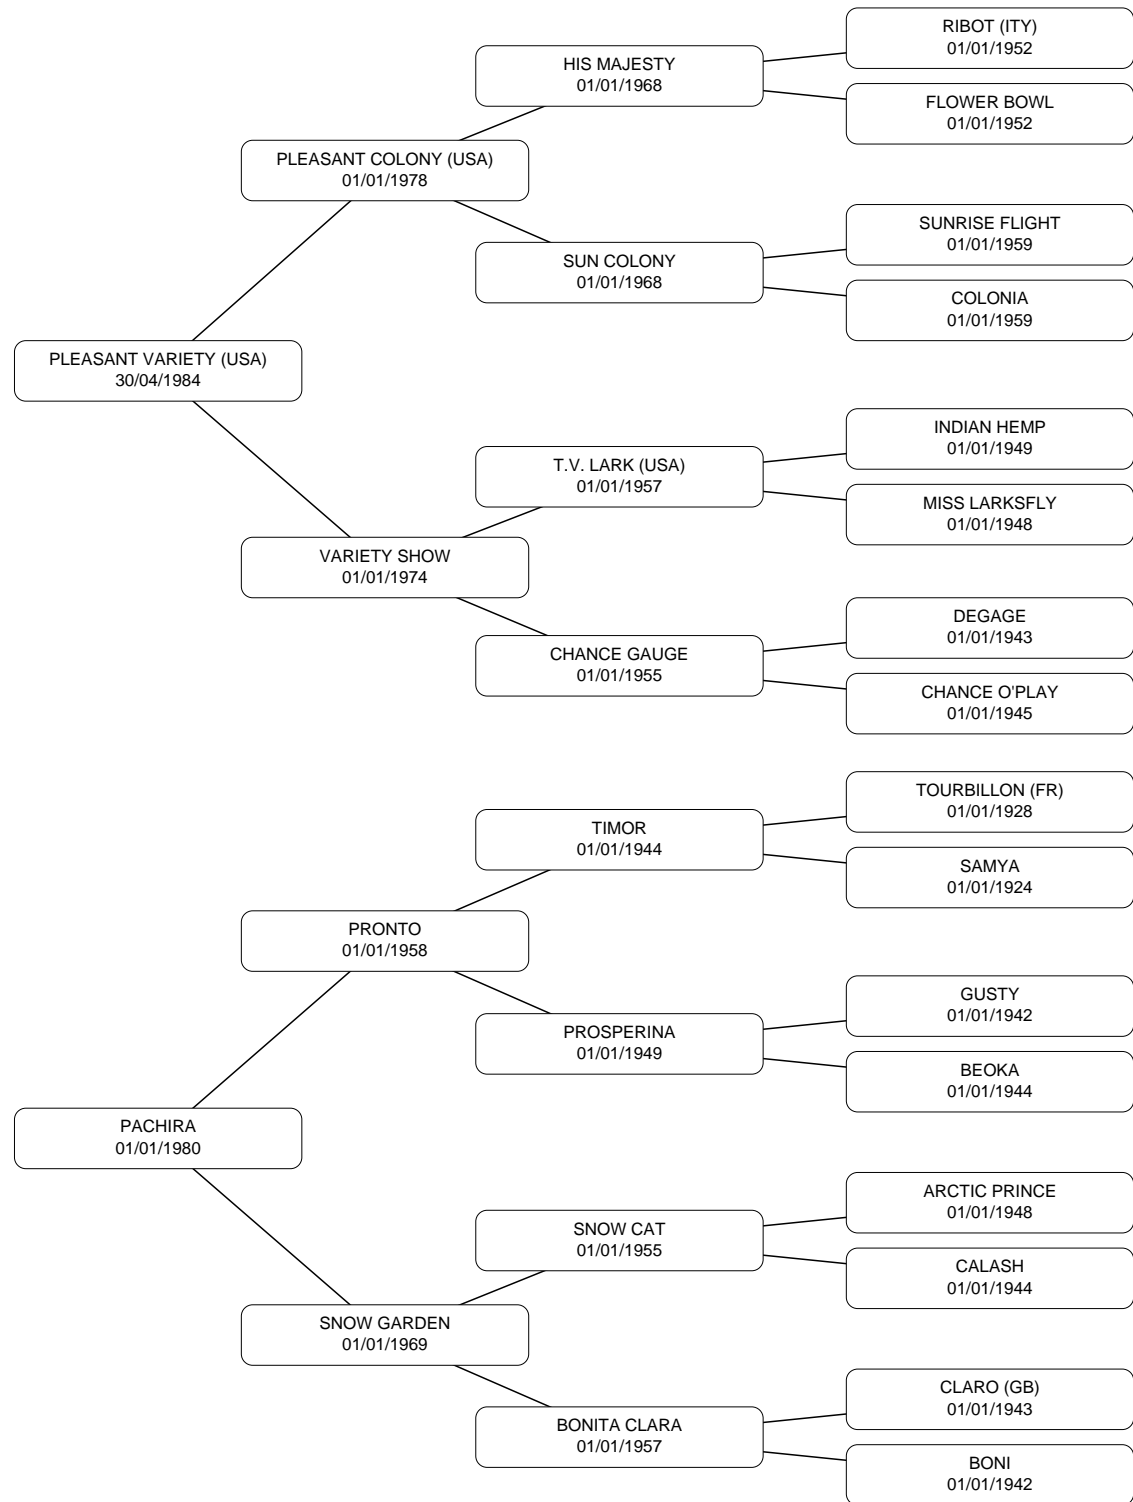 RIBOT (ITY)
01/01/1952
HIS MAJESTY
01/01/1968
FLOWER BOWL
01/01/1952
PLEASANT COLONY (USA)
01/01/1978
SUNRISE FLIGHT
01/01/1959
SUN COLONY
01/01/1968
COLONIA
01/01/1959
PLEASANT VARIETY (USA)
30/04/1984
INDIAN HEMP
01/01/1949
T.V. LARK (USA)
01/01/1957
MISS LARKSFLY
01/01/1948
VARIETY SHOW
01/01/1974
DEGAGE
01/01/1943
CHANCE GAUGE
01/01/1955
CHANCE O'PLAY
01/01/1945
TOURBILLON (FR)
01/01/1928
TIMOR
01/01/1944
SAMYA
01/01/1924
PRONTO
01/01/1958
GUSTY
01/01/1942
PROSPERINA
01/01/1949
BEOKA
01/01/1944
PACHIRA
01/01/1980
ARCTIC PRINCE
01/01/1948
SNOW CAT
01/01/1955
CALASH
01/01/1944
SNOW GARDEN
01/01/1969
CLARO (GB)
01/01/1943
BONITA CLARA
01/01/1957
BONI
01/01/1942